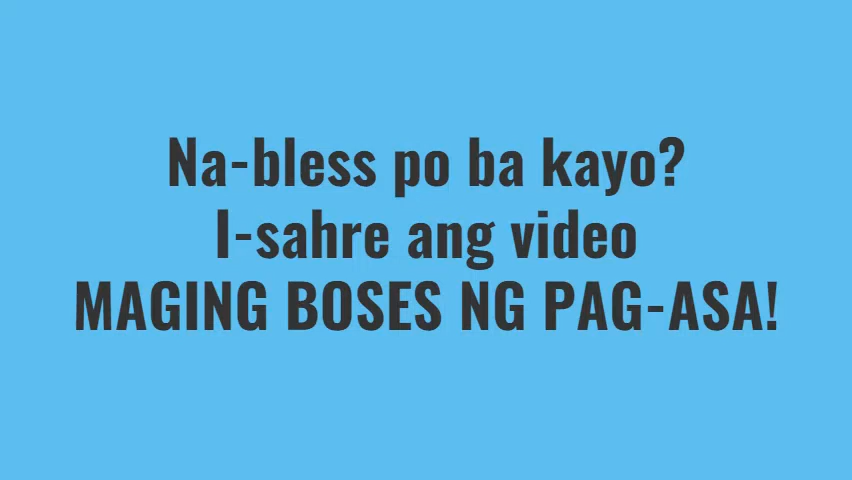 Na-bless po ba kayo?
I-sahre ang video
MAGING BOSES NG PAG-ASA!